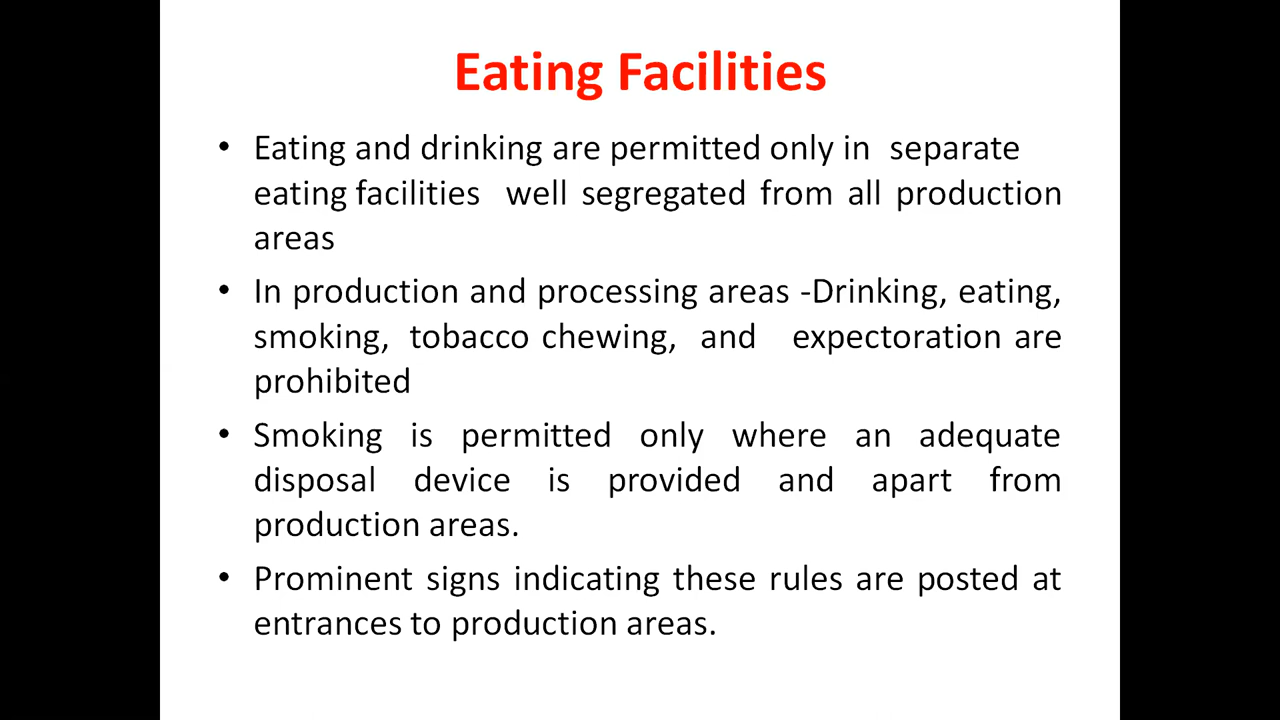 Eating Facilities
• Eating and drinking are permitted only in separate
eating facilities well segregated from all production
areas
• In production and processing areas -Drinking, eating,
smoking, tobacco chewing, and expectoration are
prohibited
• Smoking is permitted only where an adequate
disposal device is provided and apart from
production areas.
• Prominent signs indicating these rules are posted at
entrances to production areas.